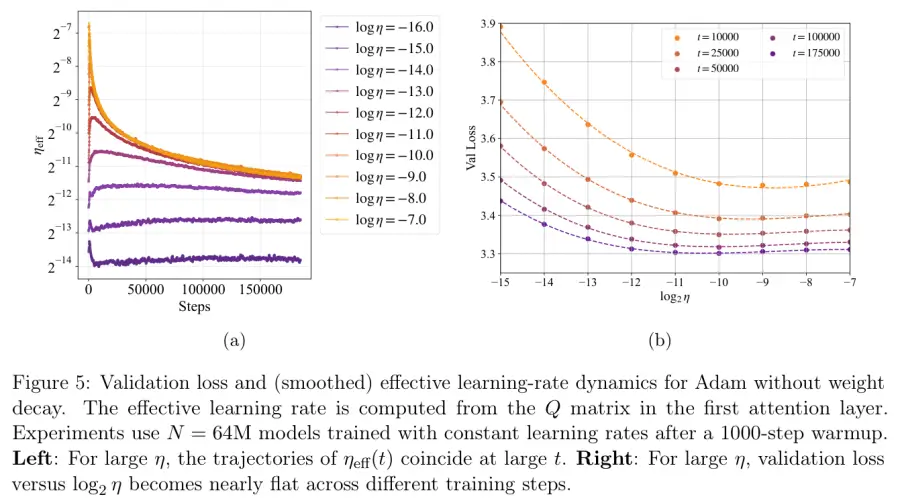 2⁻⁷
2⁻⁸
2⁻⁹
2⁻¹⁰
2⁻¹¹
2⁻¹²
2⁻¹³
2⁻¹⁴
η_eff
0 50000 100000 150000
Steps
log η = −16.0
log η = −15.0
log η = −14.0
log η = −13.0
log η = −12.0
log η = −11.0
log η = −10.0
log η = −9.0
log η = −8.0
log η = −7.0
(a)
3.9
3.8
3.7
3.6
3.5
3.4
3.3
Val Loss
t = 10000 t = 100000
t = 25000 t = 175000
t = 50000
−15 −14 −13 −12 −11 −10 −9 −8 −7
log₂ η
(b)
Figure 5: Validation loss and (smoothed) effective learning-rate dynamics for Adam without weight
decay. The effective learning rate is computed from the Q matrix in the first attention layer.
Experiments use N = 64M models trained with constant learning rates after a 1000-step warmup.
Left: For large η, the trajectories of η_eff(t) coincide at large t. Right: For large η, validation loss
versus log₂ η becomes nearly flat across different training steps.